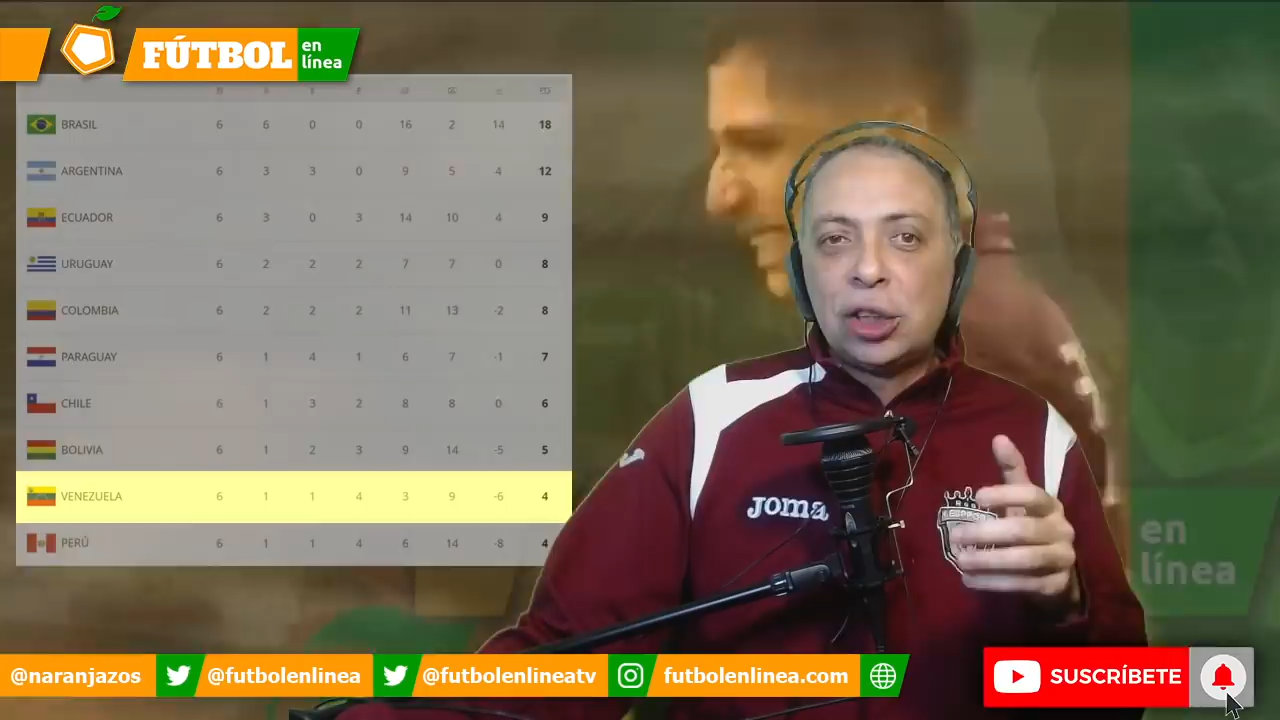 FÚTBOL en línea
BRASIL 6 6 0 0 16 2 14 18
ARGENTINA 6 3 3 0 9 5 4 12
ECUADOR 6 3 0 3 14 10 4 9
URUGUAY 6 2 2 2 7 7 0 8
COLOMBIA 6 2 2 2 11 13 -2 8
PARAGUAY 6 1 4 1 6 7 -1 7
CHILE 6 1 3 2 8 8 0 6
BOLIVIA 6 1 2 3 9 14 -5 5
VENEZUELA 6 1 1 4 3 9 -6 4
PERÚ 6 1 1 4 6 14 -8 4
Joma
en
línea
@naranjazos @futbolenlinea @futbolenlineatv futbolenlinea.com SUSCRÍBETE